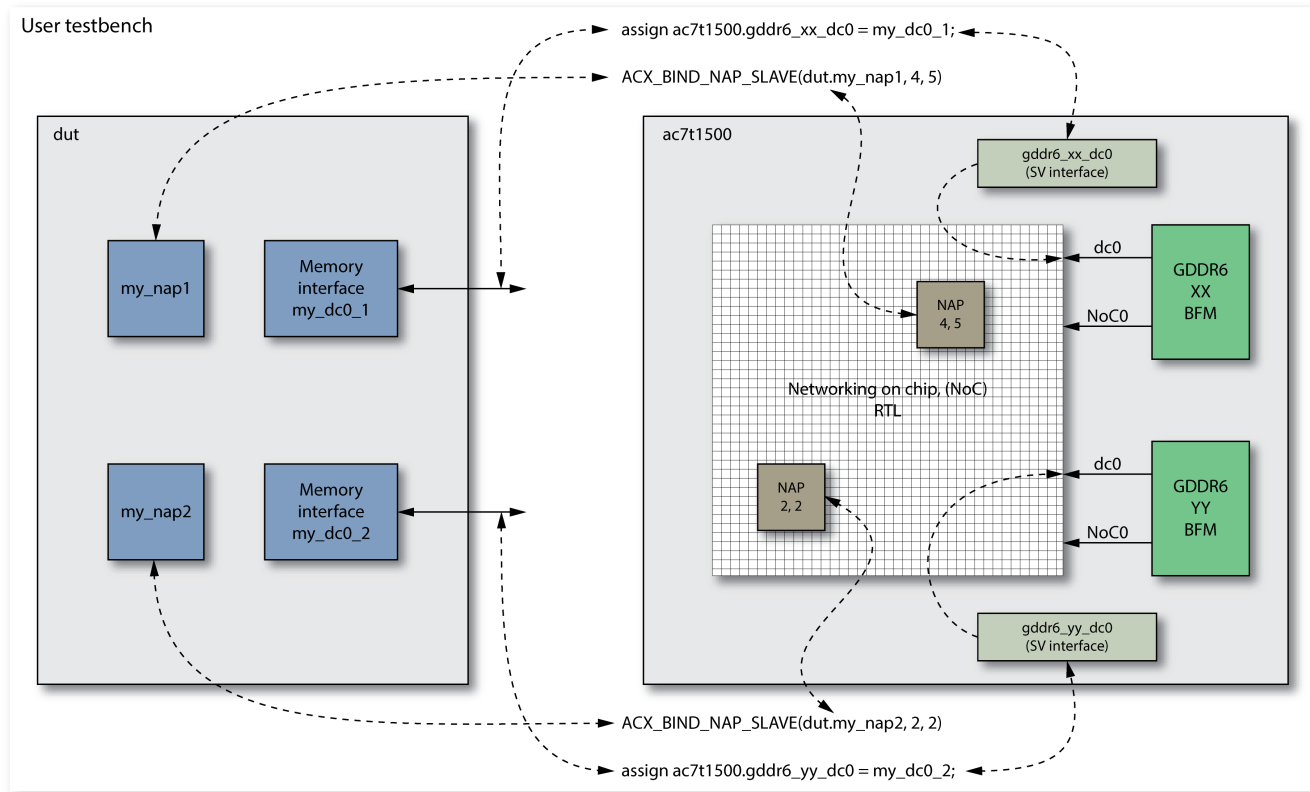 User testbench
assign ac7t1500.gddr6_xx_dc0 = my_dc0_1;
ACX_BIND_NAP_SLAVE(dut.my_nap1, 4, 5)
dut
my_nap1
Memory
interface
my_dc0_1
my_nap2
Memory
interface
my_dc0_2
ac7t1500
gddr6_xx_dc0
(SV interface)
dc0
NoC0
GDDR6
XX
BFM
NAP
4, 5
Networking on chip, (NoC)
RTL
NAP
2, 2
dc0
NoC0
GDDR6
YY
BFM
gddr6_yy_dc0
(SV interface)
ACX_BIND_NAP_SLAVE(dut.my_nap2, 2, 2)
assign ac7t1500.gddr6_yy_dc0 = my_dc0_2;